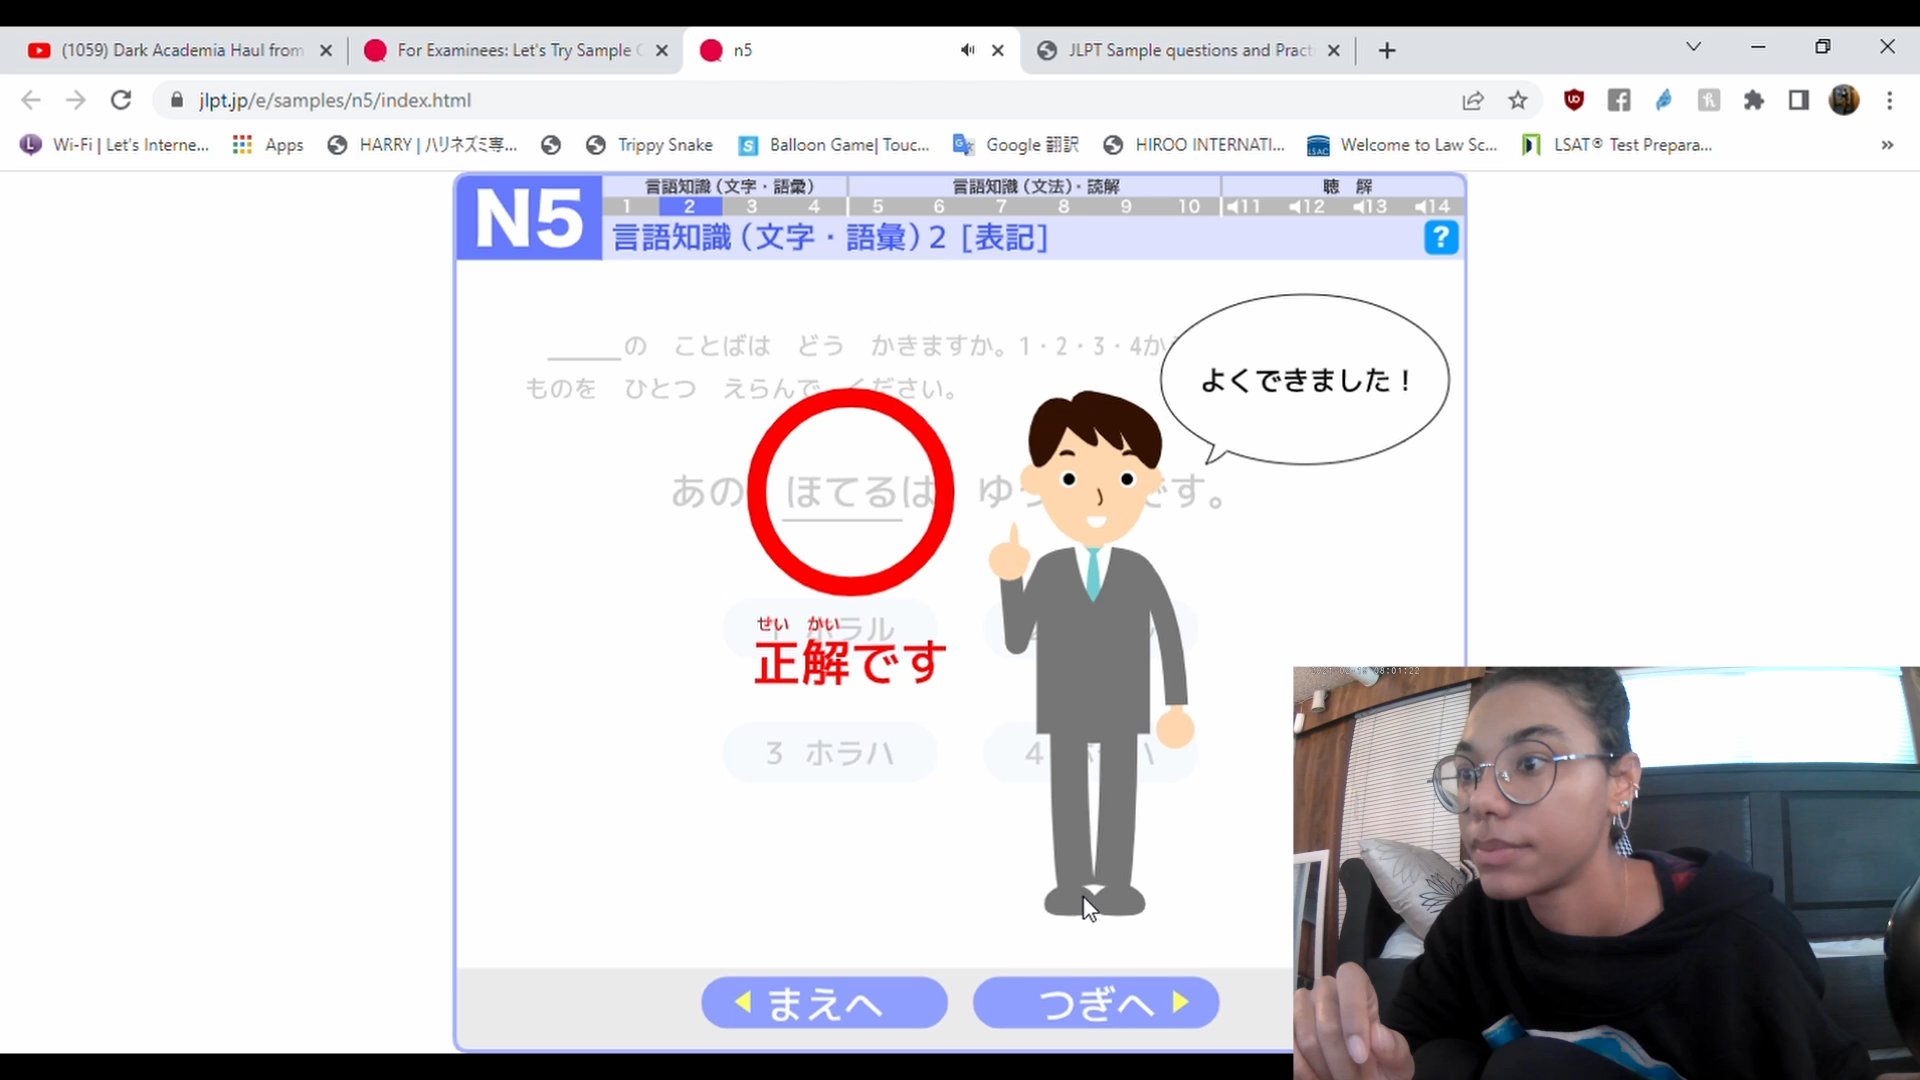 (1059) Dark Academia Haul from
For Examinees: Let's Try Sample
n5
JLPT Sample questions and Pract
jlpt.jp/e/samples/n5/index.html
Wi-Fi | Let's Interne...
Apps
HARRY | ハリネズミ専...
Trippy Snake
Balloon Game| Touc...
Google 翻訳
HIROO INTERNATI...
Welcome to Law Sc...
LSAT® Test Prepara...
N5
言語知識（文字・語彙） 言語知識（文法）・読解 聴 解
1 2 3 4 5 6 7 8 9 10 11 12 13 14
言語知識（文字・語彙）2［表記］
?
の ことばは どう かきますか。1・2・3・4か
ものを ひとつ えらんで ください。
よくできました！
あの ほてるは ゆ です。
せい かい
正解です
3 ホラハ
4
まえへ
つぎへ